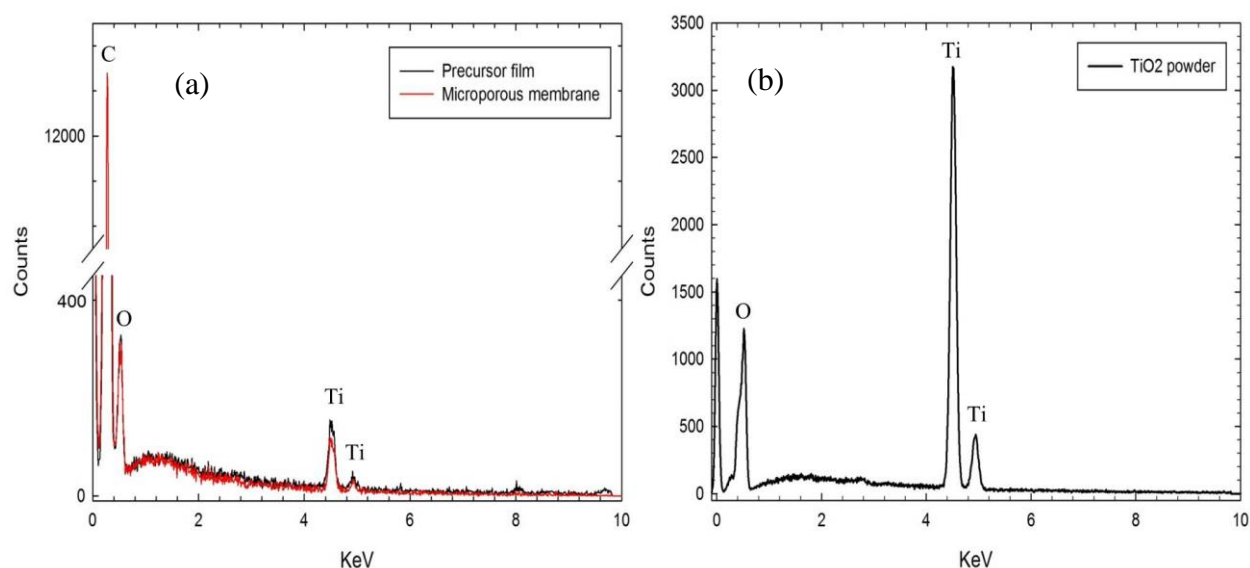 C
(a)
Precursor film
Microporous membrane
12000
Counts
400
O
Ti
Ti
0
0
2
4
6
8
10
KeV
3500
Ti
(b)
TiO2 powder
3000
2500
2000
Counts
1500
O
1000
Ti
500
0
0
2
4
6
8
10
KeV